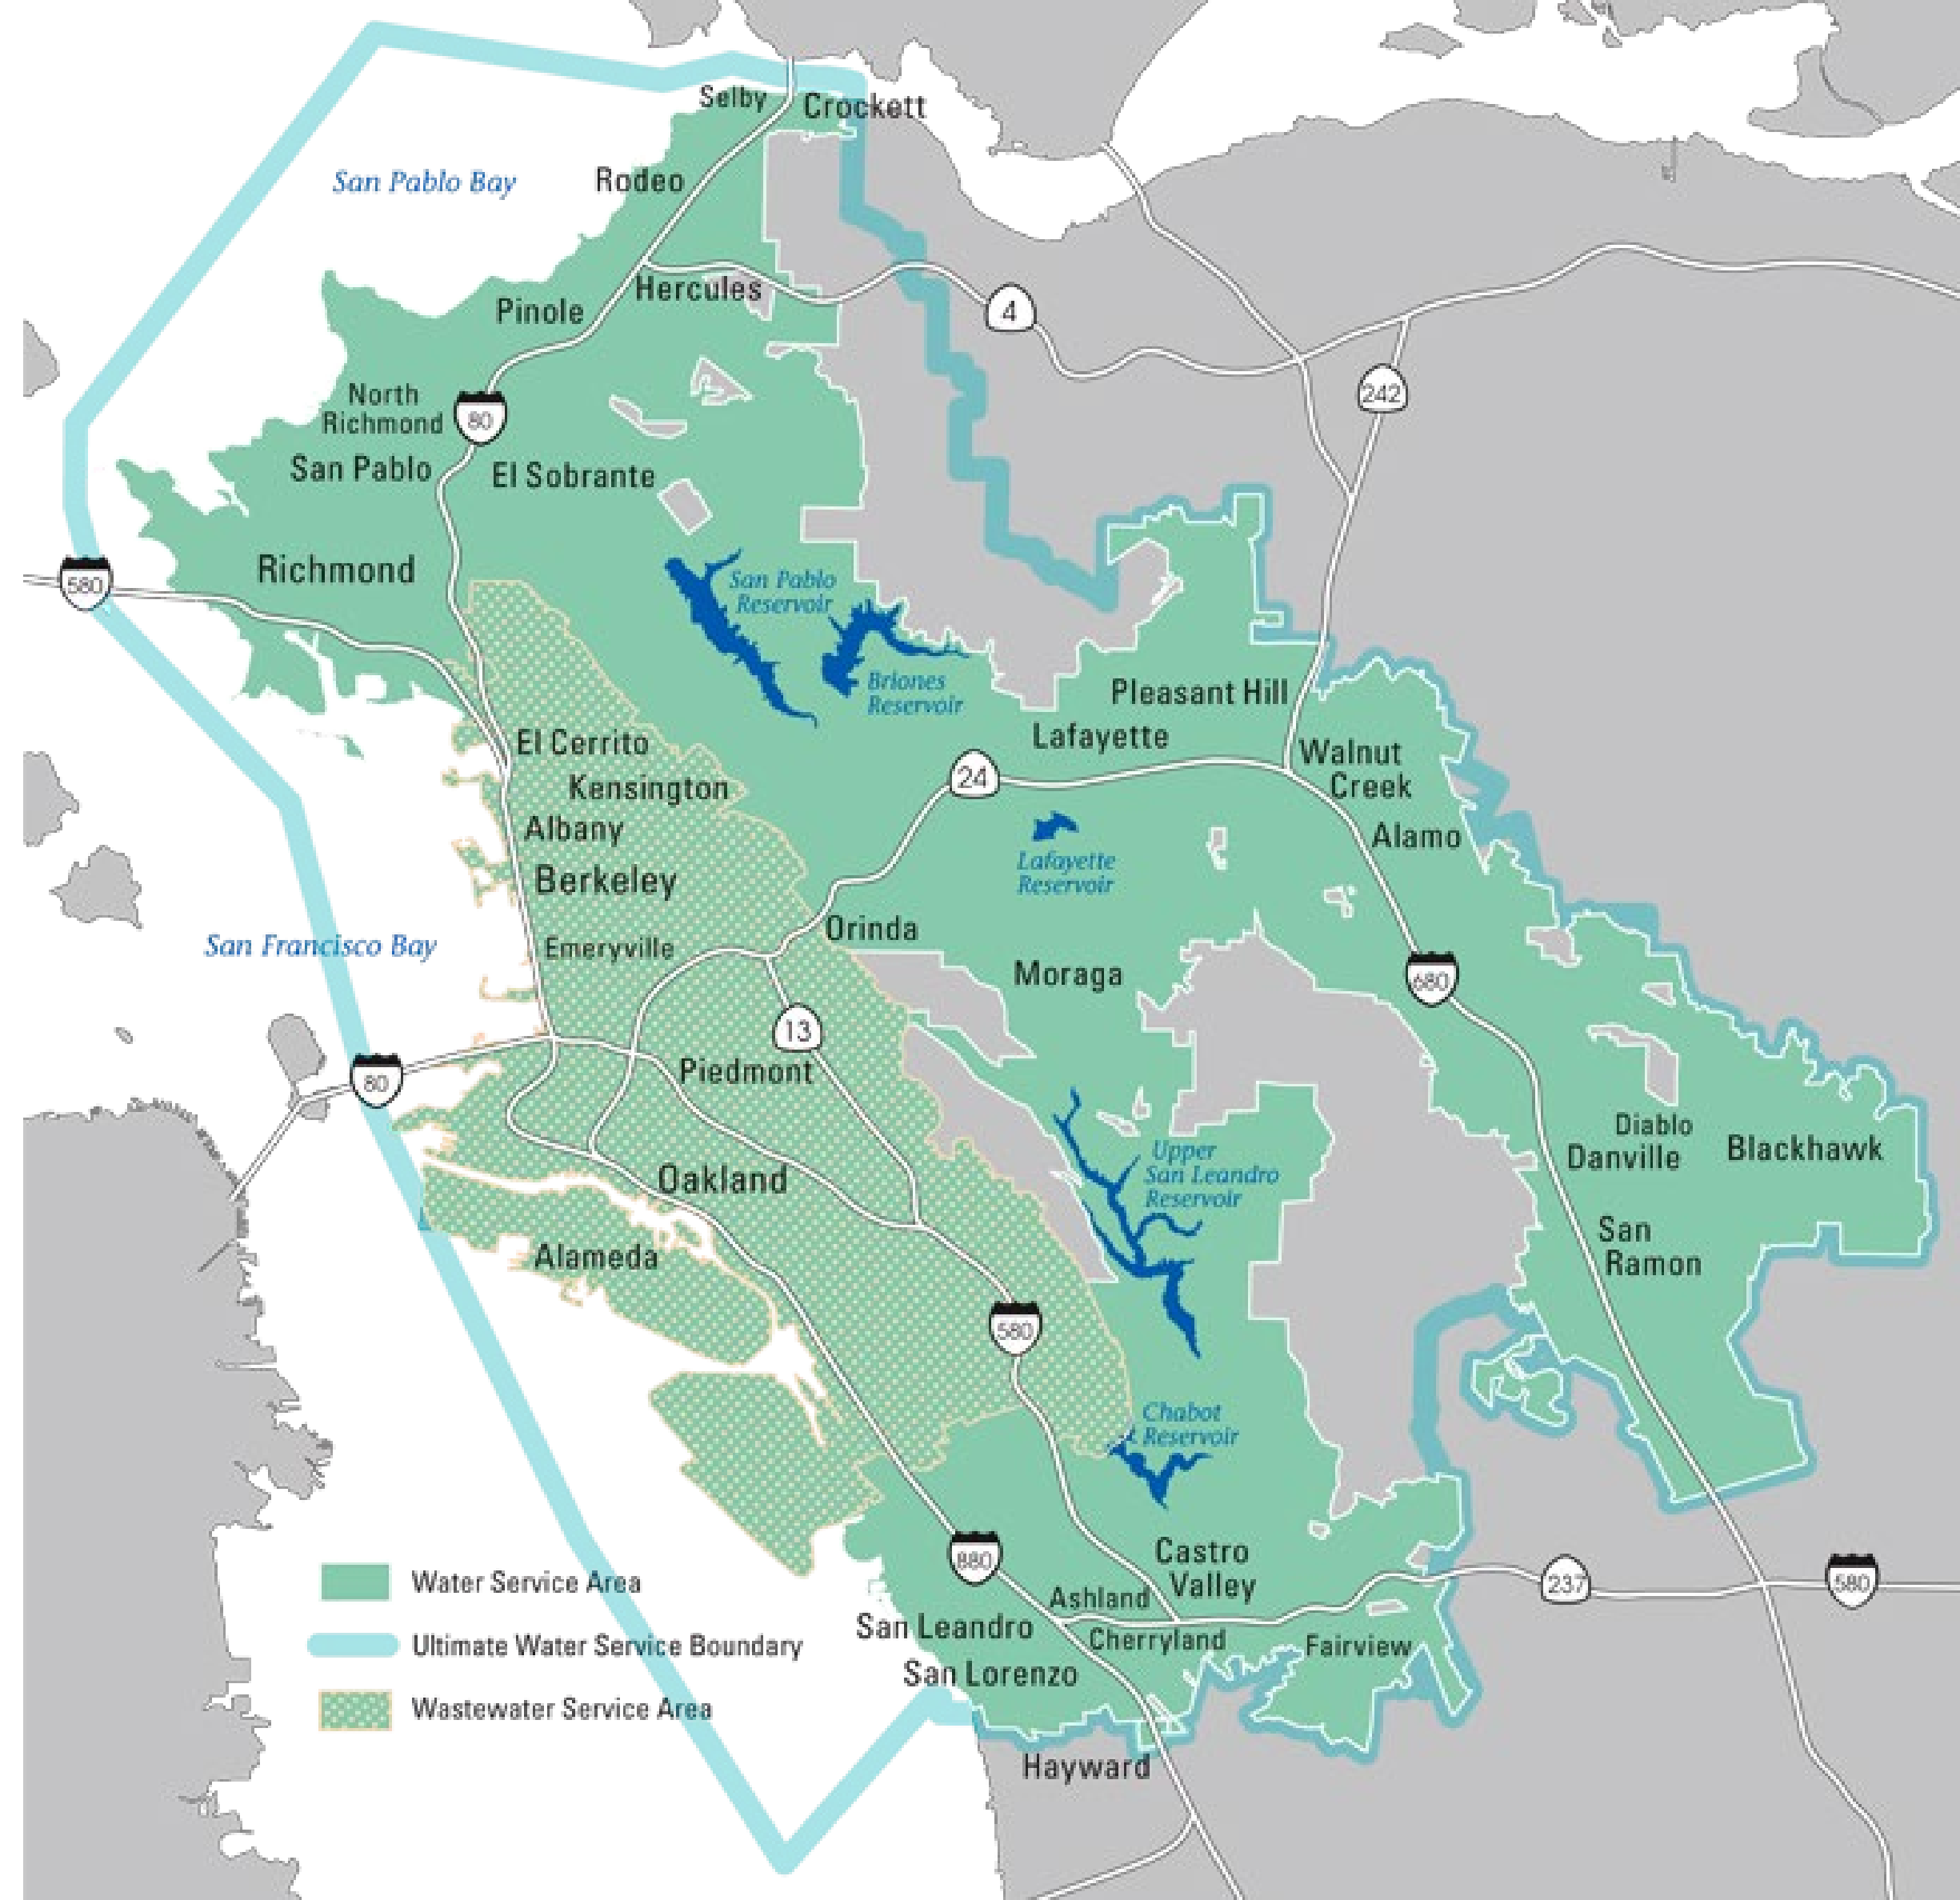 Selby
Crockett
San Pablo Bay
Rodeo
Hercules
Pinole
4
North
Richmond
80
242
San Pablo
El Sobrante
Richmond
580
San Pablo
Reservoir
Briones
Reservoir
Pleasant Hill
Lafayette
El Cerrito
Walnut
Creek
24
Kensington
Albany
Alamo
Lafayette
Reservoir
Berkeley
Orinda
San Francisco Bay
Emeryville
Moraga
680
13
Piedmont
80
Diablo
Danville
Blackhawk
Upper
San Leandro
Reservoir
Oakland
San
Ramon
Alameda
580
Chabot
Reservoir
880
Castro
Valley
237
580
Ashland
San Leandro
Cherryland
Fairview
San Lorenzo
Hayward
Water Service Area
Ultimate Water Service Boundary
Wastewater Service Area